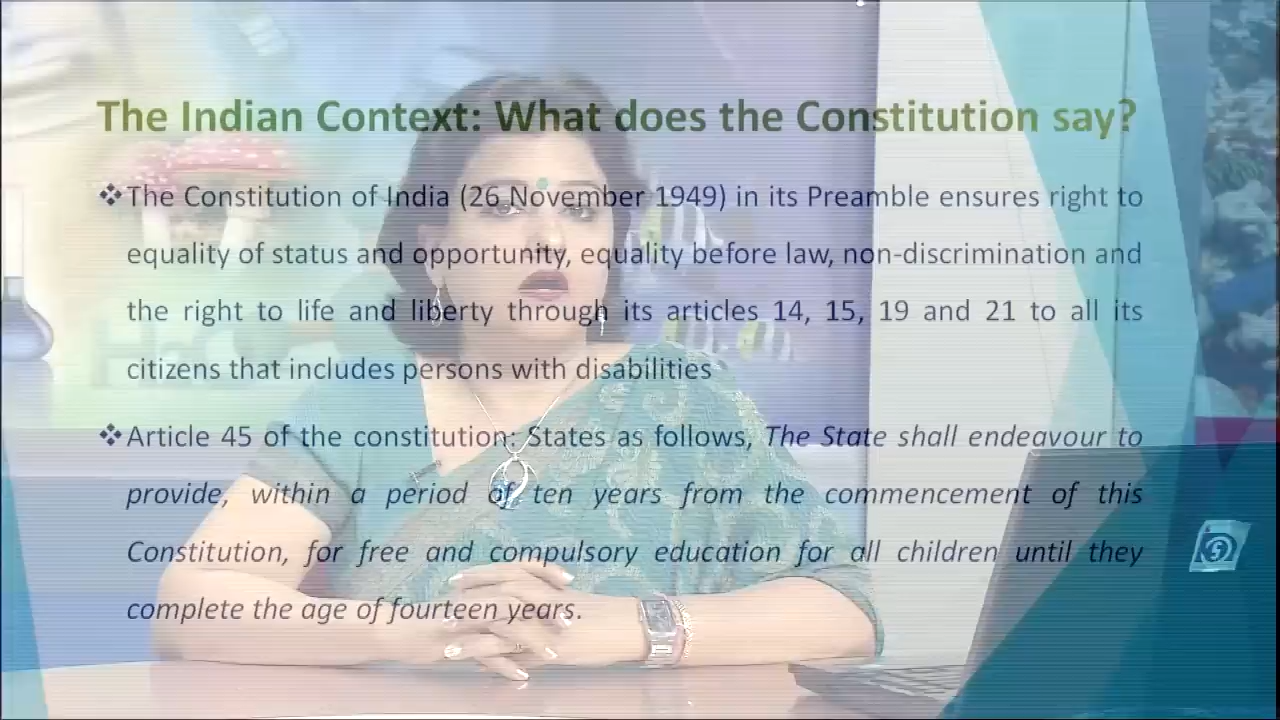 The Indian Context: What does the Constitution say?
❖The Constitution of India (26 November 1949) in its Preamble ensures right to
equality of status and opportunity, equality before law, non-discrimination and
the right to life and liberty through its articles 14, 15, 19 and 21 to all its
citizens that includes persons with disabilities
❖Article 45 of the constitution: States as follows, The State shall endeavour to
provide, within a period of ten years from the commencement of this
Constitution, for free and compulsory education for all children until they
complete the age of fourteen years.